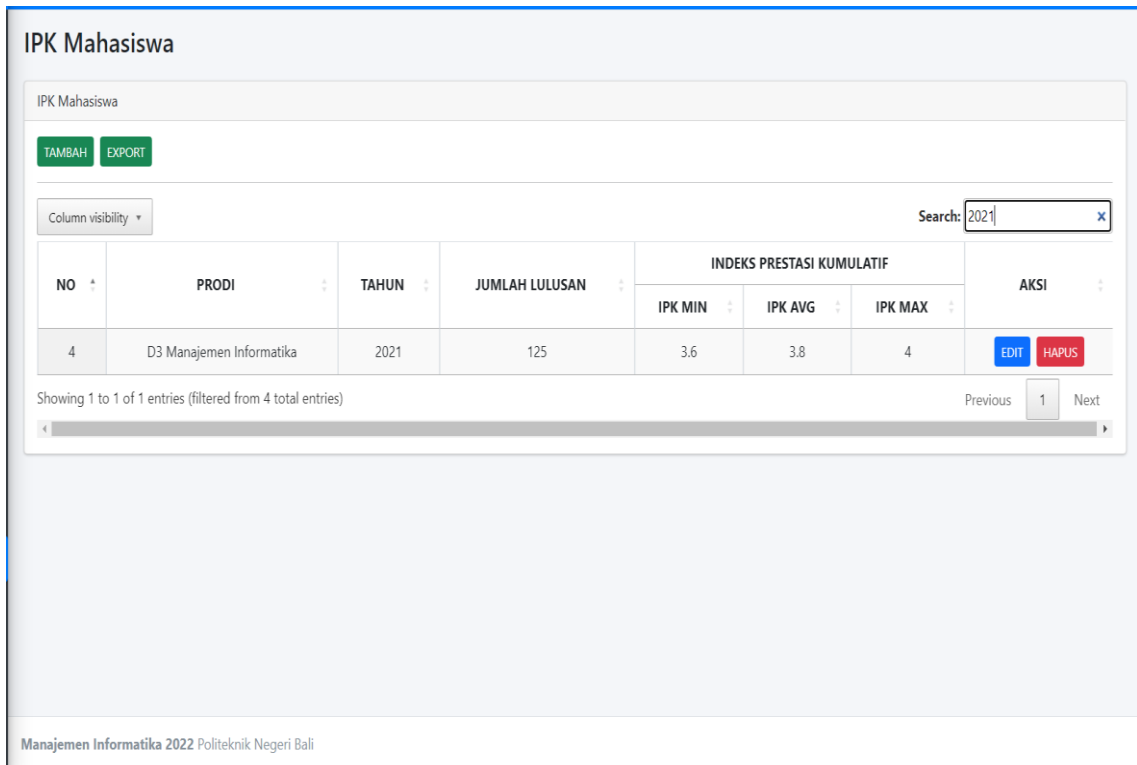 IPK Mahasiswa
IPK Mahasiswa
TAMBAH EXPORT
Column visibility Search: 2021 x
NO PRODI TAHUN JUMLAH LULUSAN INDEKS PRESTASI KUMULATIF AKSI
IPK MIN IPK AVG IPK MAX
4 D3 Manajemen Informatika 2021 125 3.6 3.8 4 EDIT HAPUS
Showing 1 to 1 of 1 entries (filtered from 4 total entries) Previous 1 Next
Manajemen Informatika 2022 Politeknik Negeri Bali